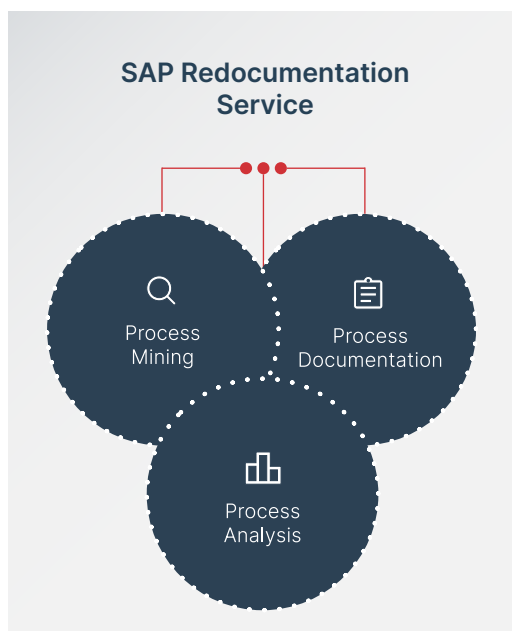 SAP Redocumentation
Service
Process
Mining
Process
Documentation
Process
Analysis